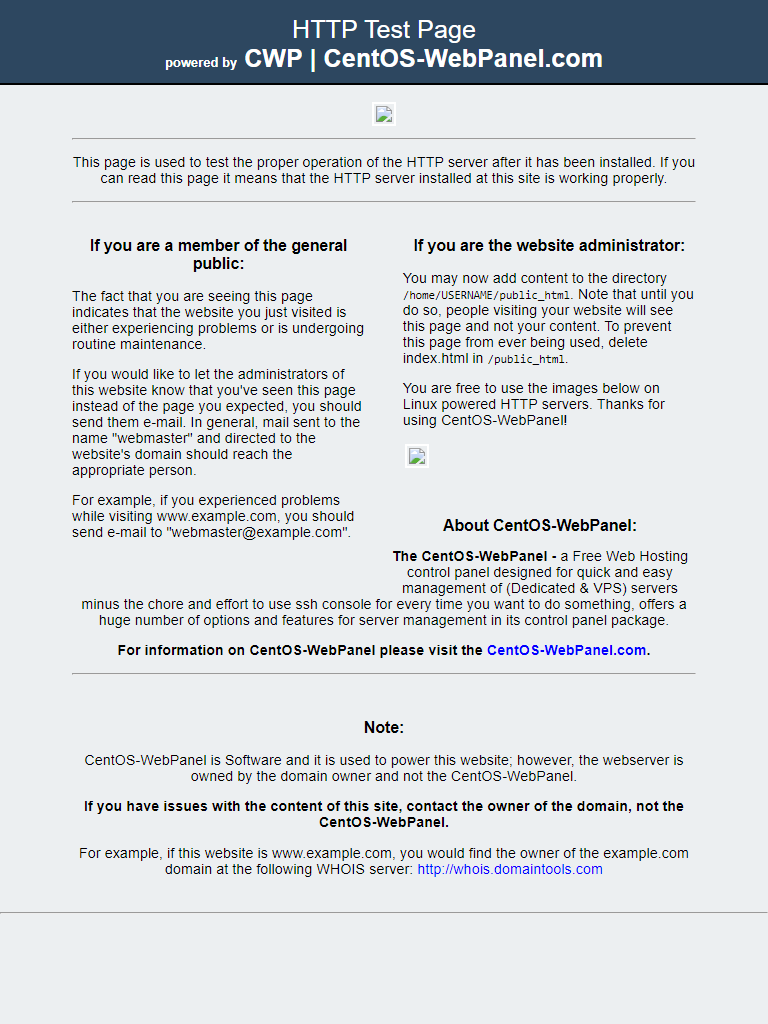 HTTP Test Page
powered by CWP | CentOS-WebPanel.com
This page is used to test the proper operation of the HTTP server after it has been installed. If you
can read this page it means that the HTTP server installed at this site is working properly.
If you are a member of the general
public:
The fact that you are seeing this page
indicates that the website you just visited is
either experiencing problems or is undergoing
routine maintenance.
If you would like to let the administrators of
this website know that you've seen this page
instead of the page you expected, you should
send them e-mail. In general, mail sent to the
name "webmaster" and directed to the
website's domain should reach the
appropriate person.
For example, if you experienced problems
while visiting www.example.com, you should
send e-mail to "webmaster@example.com".
If you are the website administrator:
You may now add content to the directory
/home/USERNAME/public_html. Note that until you
do so, people visiting your website will see
this page and not your content. To prevent
this page from ever being used, delete
index.html in /public_html.
You are free to use the images below on
Linux powered HTTP servers. Thanks for
using CentOS-WebPanel!
About CentOS-WebPanel:
The CentOS-WebPanel - a Free Web Hosting
control panel designed for quick and easy
management of (Dedicated & VPS) servers
minus the chore and effort to use ssh console for every time you want to do something, offers a
huge number of options and features for server management in its control panel package.
For information on CentOS-WebPanel please visit the CentOS-WebPanel.com.
Note:
CentOS-WebPanel is Software and it is used to power this website; however, the webserver is
owned by the domain owner and not the CentOS-WebPanel.
If you have issues with the content of this site, contact the owner of the domain, not the
CentOS-WebPanel.
For example, if this website is www.example.com, you would find the owner of the example.com
domain at the following WHOIS server: http://whois.domaintools.com